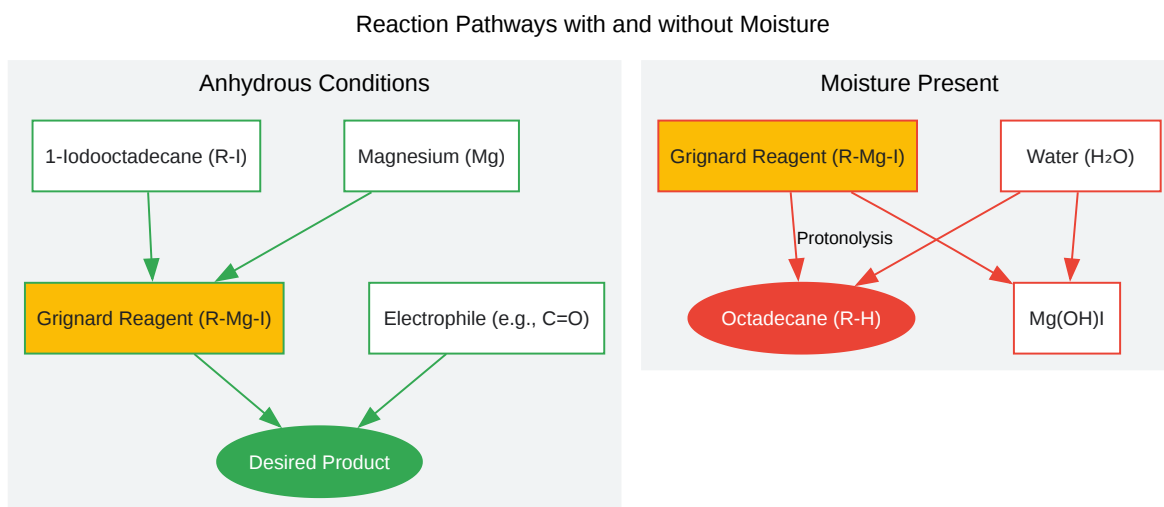 Reaction Pathways with and without Moisture
Anhydrous Conditions
1-Iodooctadecane (R-I)
Magnesium (Mg)
Grignard Reagent (R-Mg-I)
Electrophile (e.g., C=O)
Desired Product
Moisture Present
Grignard Reagent (R-Mg-I)
Water (H₂O)
Protonolysis
Octadecane (R-H)
Mg(OH)I